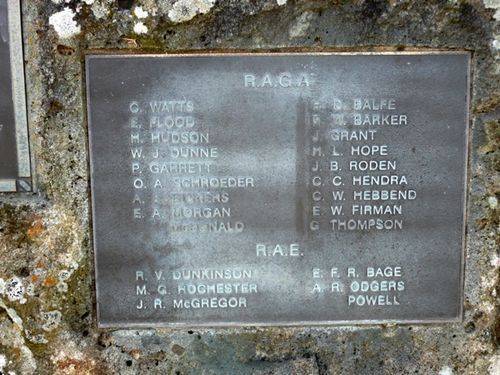 R.A.G.A
C. WATTS
E. FLOOD
H. HUDSON
W. J. DUNNE
P. GARRETT
O. A. SCHROEDER
A.
E. A. MORGAN
NALD
D. BALFE
M. BARKER
J. GRANT
H. L. HOPE
J. B. RODEN
C. C. HENDRA
C. W. HEBBEND
E. W. FIRMAN
G THOMPSON
R.A.E.
R. V. DUNKINSON
M. G. ROCHESTER
J. R. McGREGOR
E. F. R. BAGE
A. R. ODGERS
POWELL